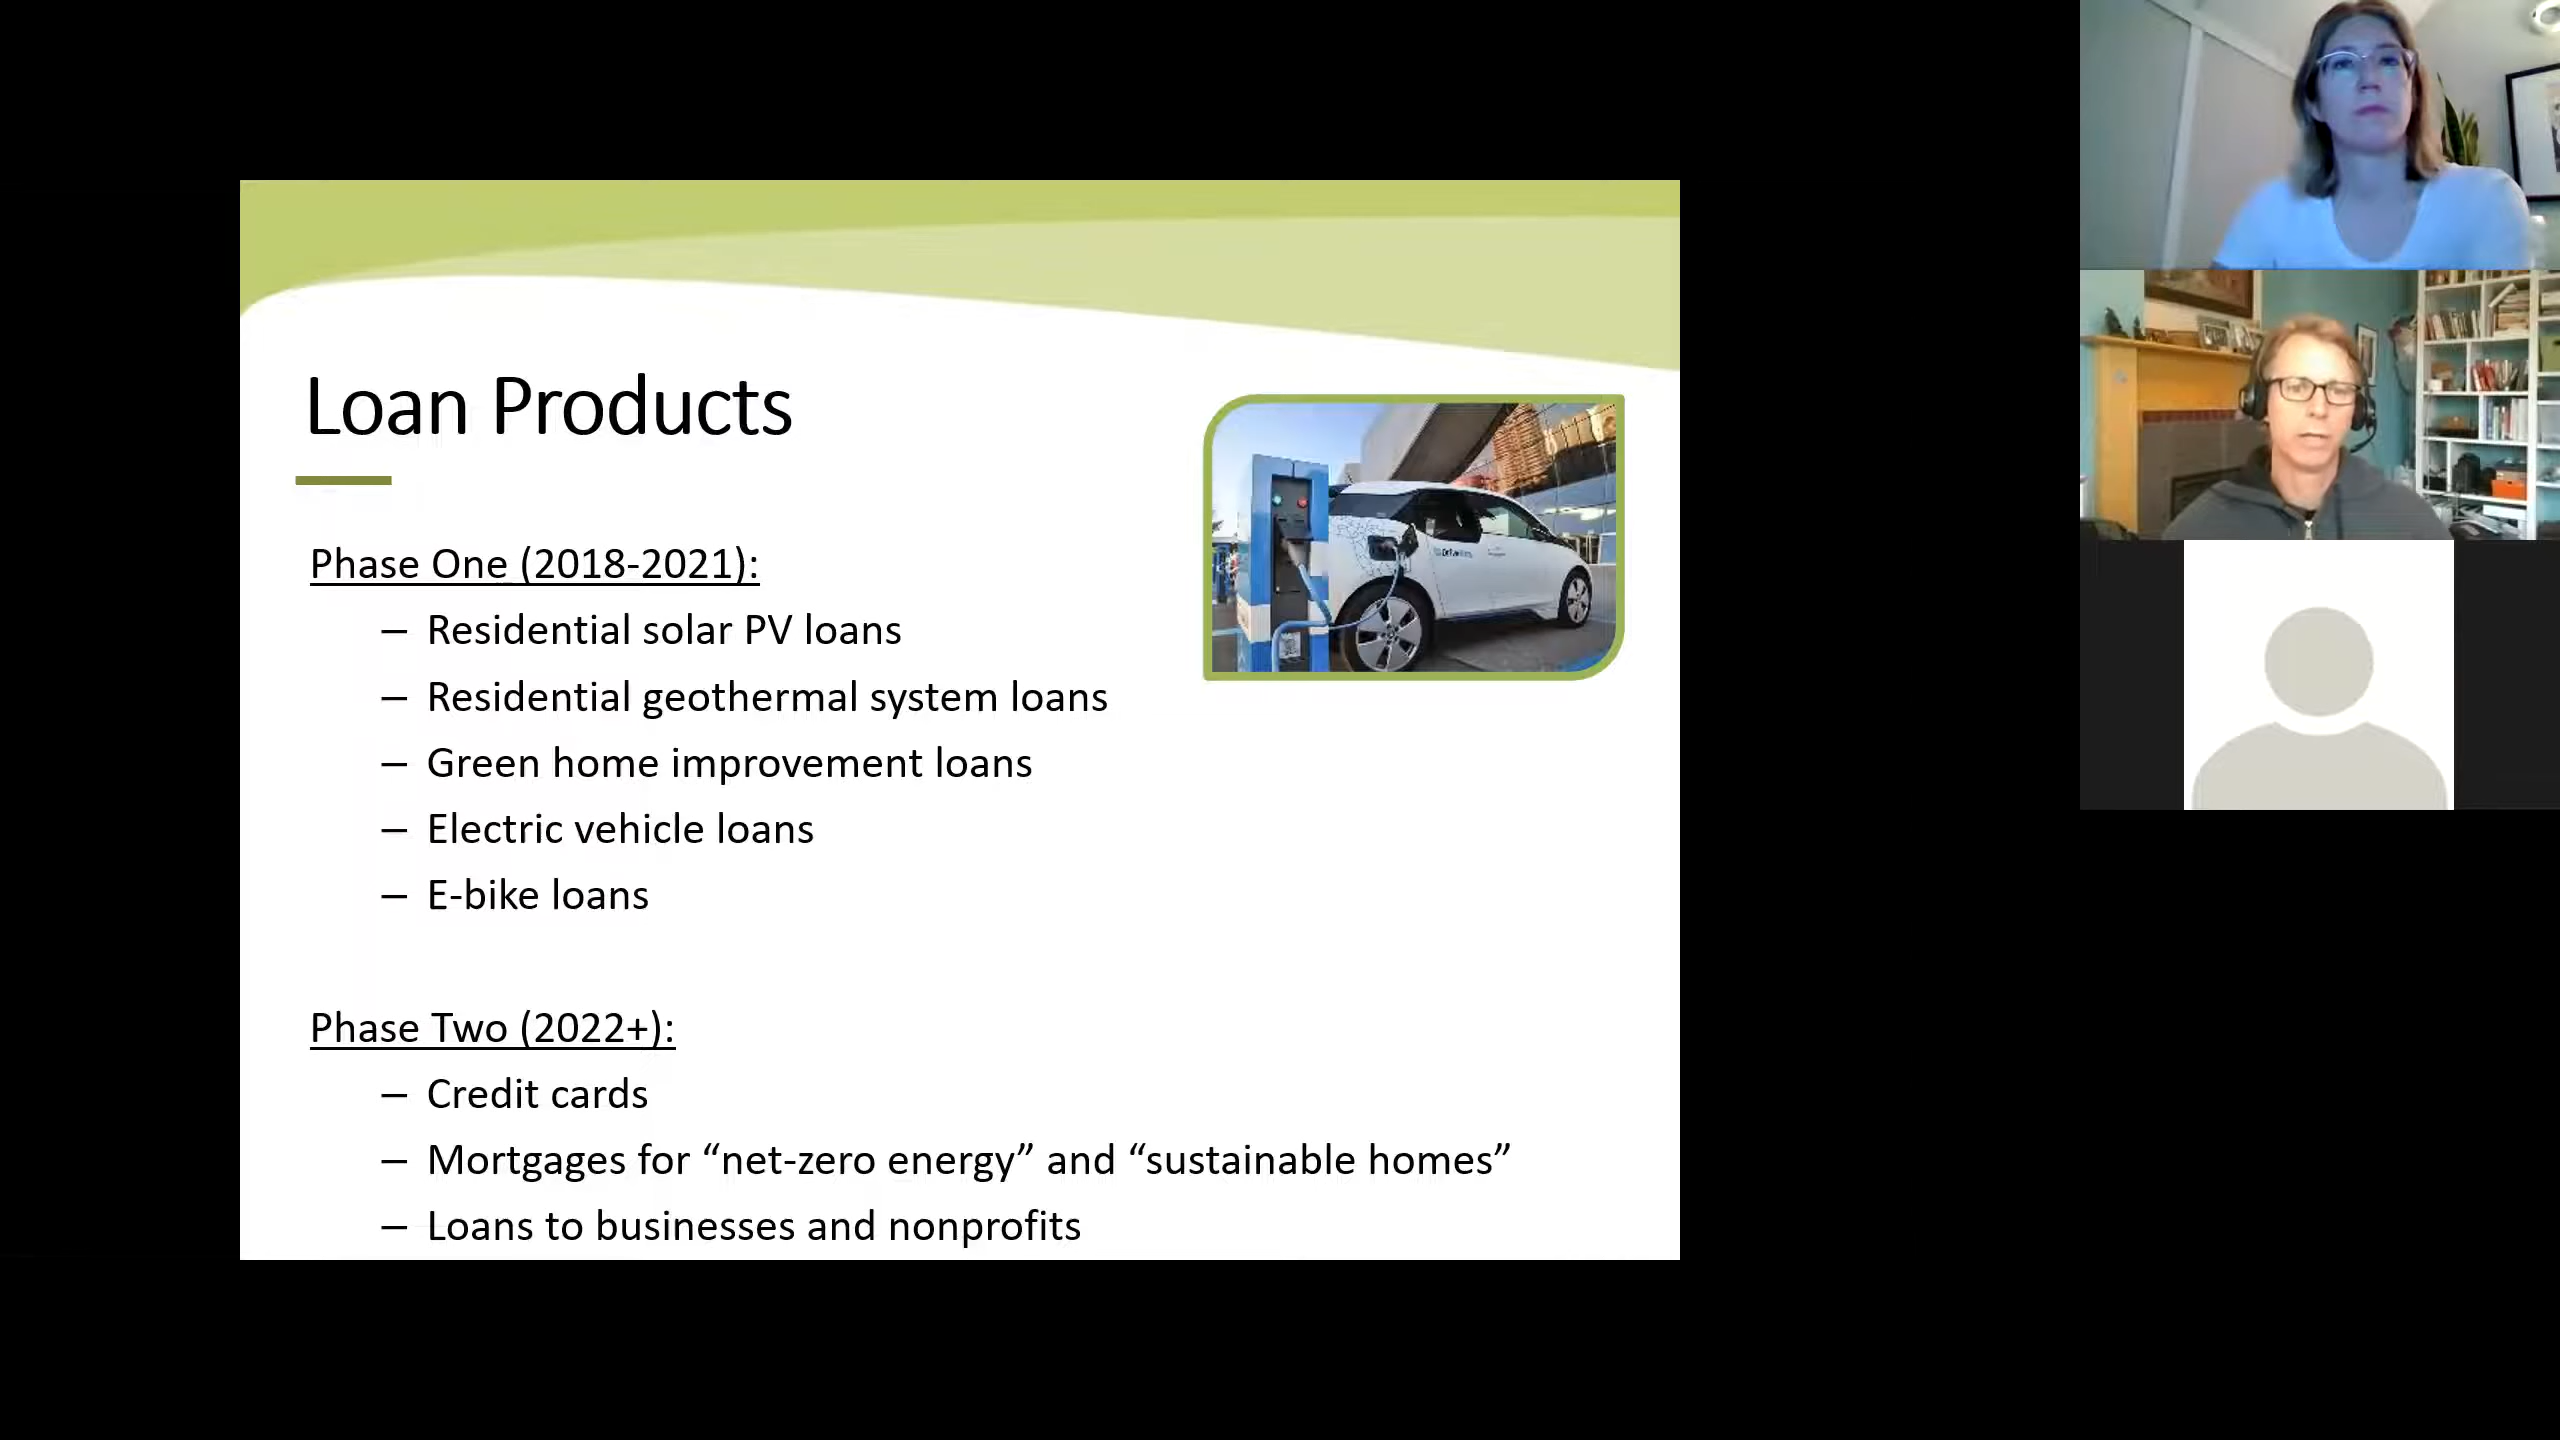 Loan Products
Phase One (2018-2021):
– Residential solar PV loans
– Residential geothermal system loans
– Green home improvement loans
– Electric vehicle loans
– E-bike loans
Phase Two (2022+):
– Credit cards
– Mortgages for “net-zero energy” and “sustainable homes”
– Loans to businesses and nonprofits